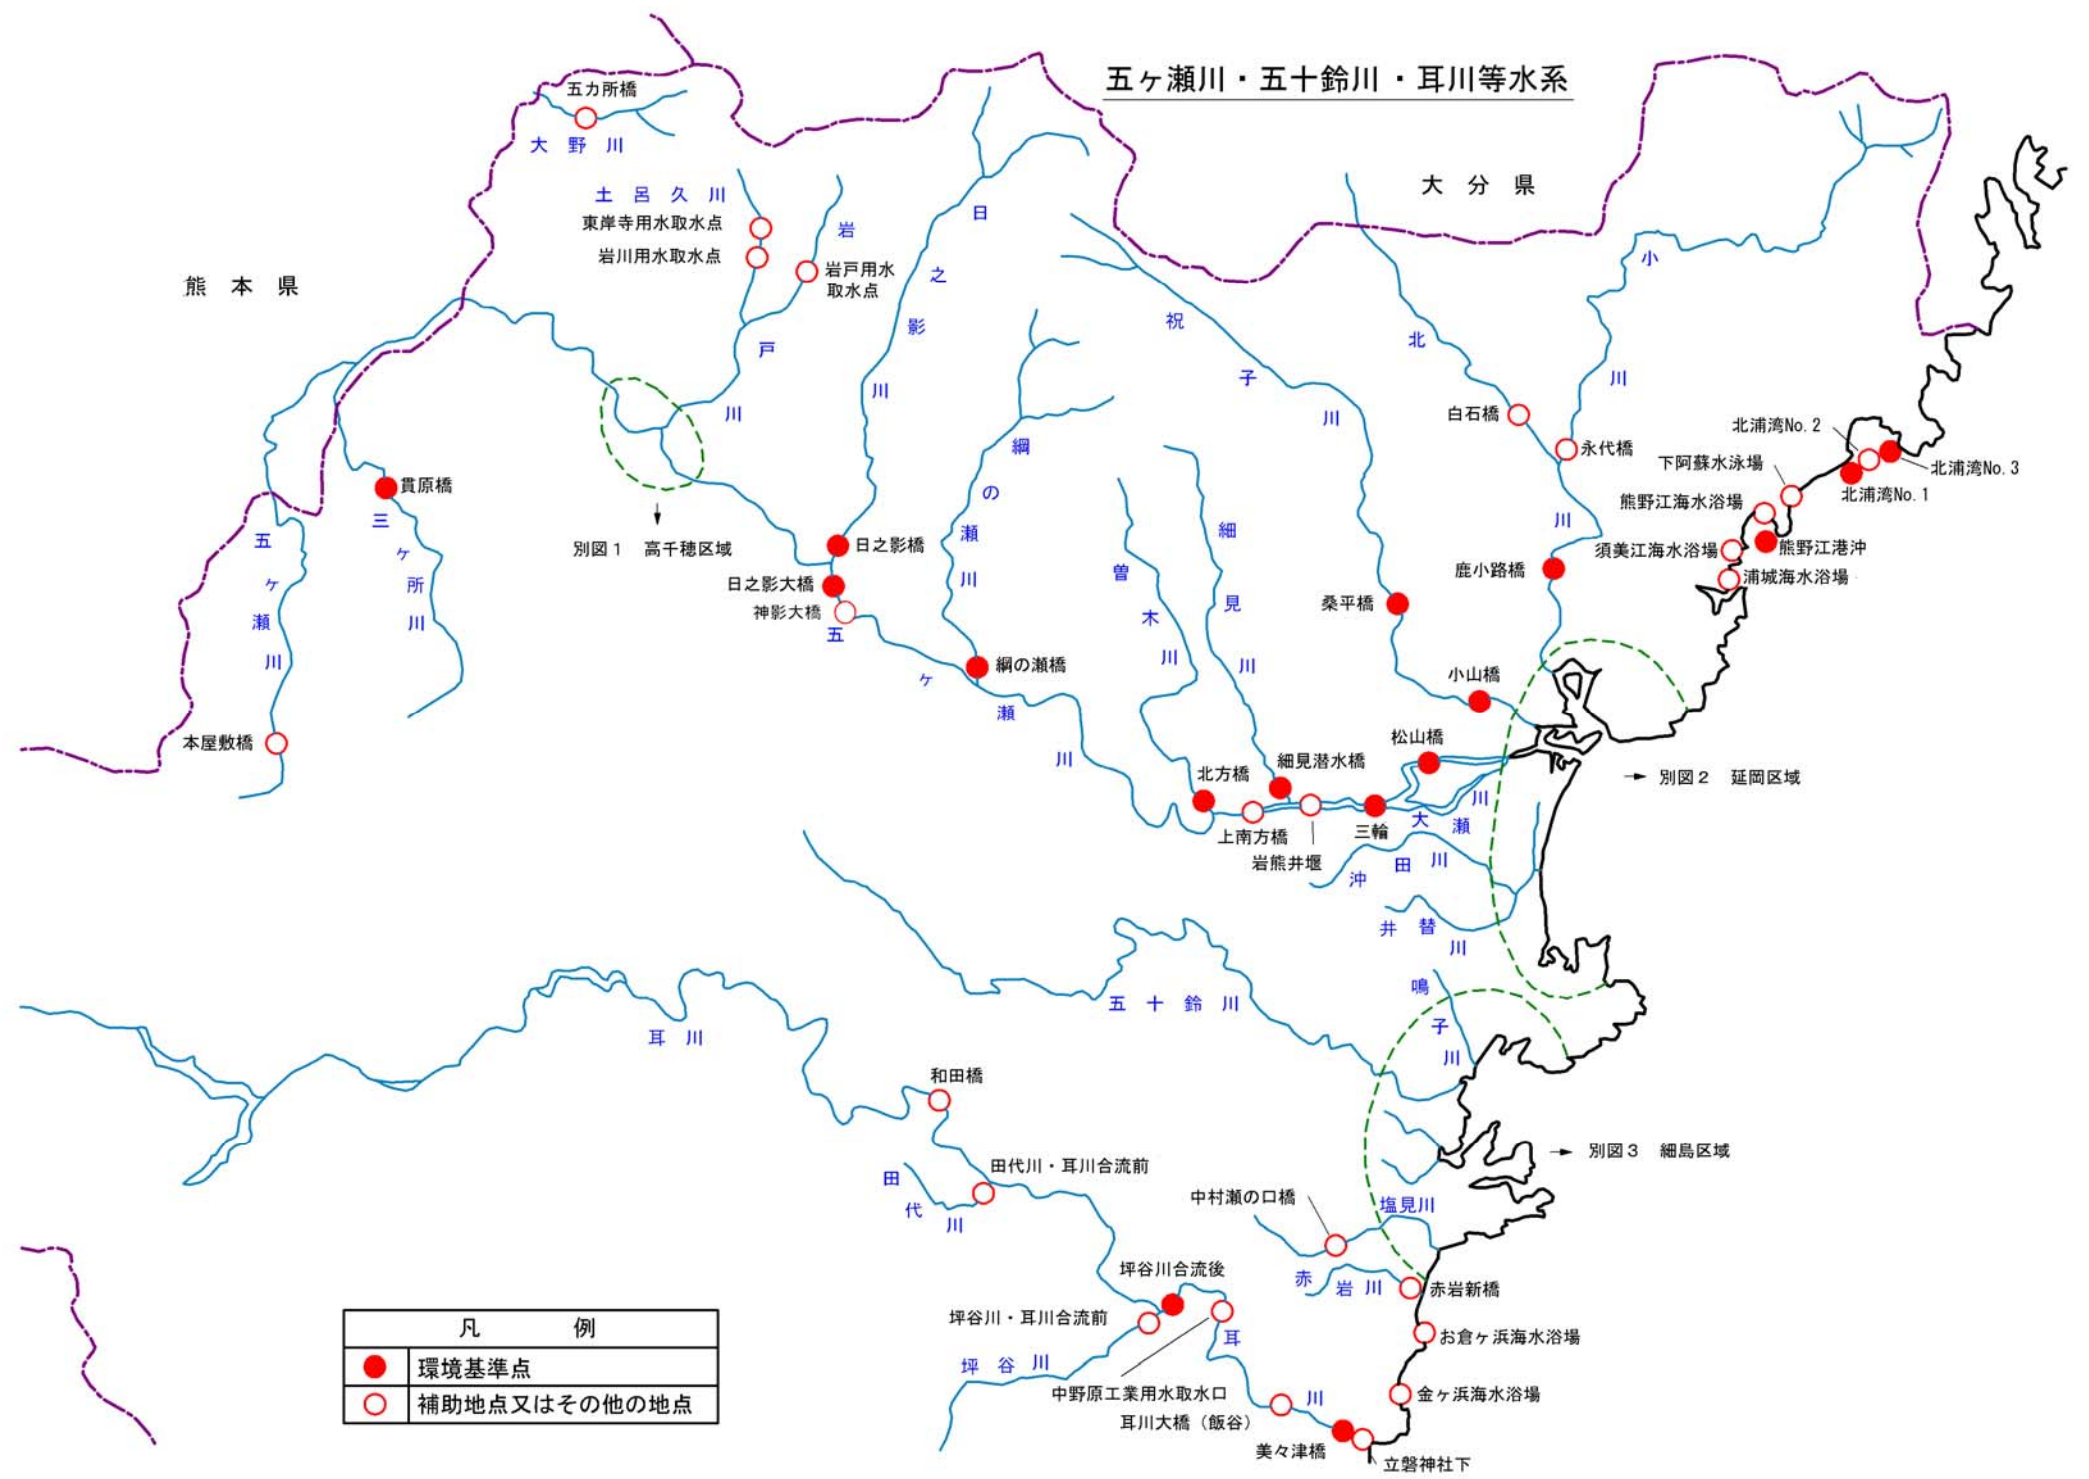 五ヶ瀬川・五十鈴川・耳川等水系
五カ所橋
大野川
大分県
土呂久川
東岸寺用水取水点
岩川用水取水点
岩戸川
岩戸用水
取水点
熊本県
日之影川
祝子川
北川
小川
綱の瀬川
白石橋
永代橋
北浦湾No.2
北浦湾No.3
北浦湾No.1
下阿蘇水泳場
熊野江海水浴場
熊野江港沖
須美江海水浴場
浦城海水浴場
貫原橋
三ヶ所川
五ヶ瀬川
本屋敷橋
別図1 高千穂区域
日之影橋
日之影大橋
神影大橋
五ヶ瀬川
綱の瀬橋
曽木川
細見川
鹿小路橋
桑平橋
小山橋
松山橋
北方橋
細見潜水橋
上南方橋
岩熊井堰
三輪
大瀬川
沖田川
井替川
別図2 延岡区域
五十鈴川
鳴子川
耳川
和田橋
田代川・耳川合流前
田代川
別図3 細島区域
中村瀬の口橋
塩見川
赤岩川
赤岩新橋
坪谷川合流後
坪谷川・耳川合流前
坪谷川
耳川
お倉ヶ浜海水浴場
金ヶ浜海水浴場
中野原工業用水取水口
耳川大橋（飯谷）
美々津橋
立磐神社下
凡例
環境基準点
補助地点又はその他の地点